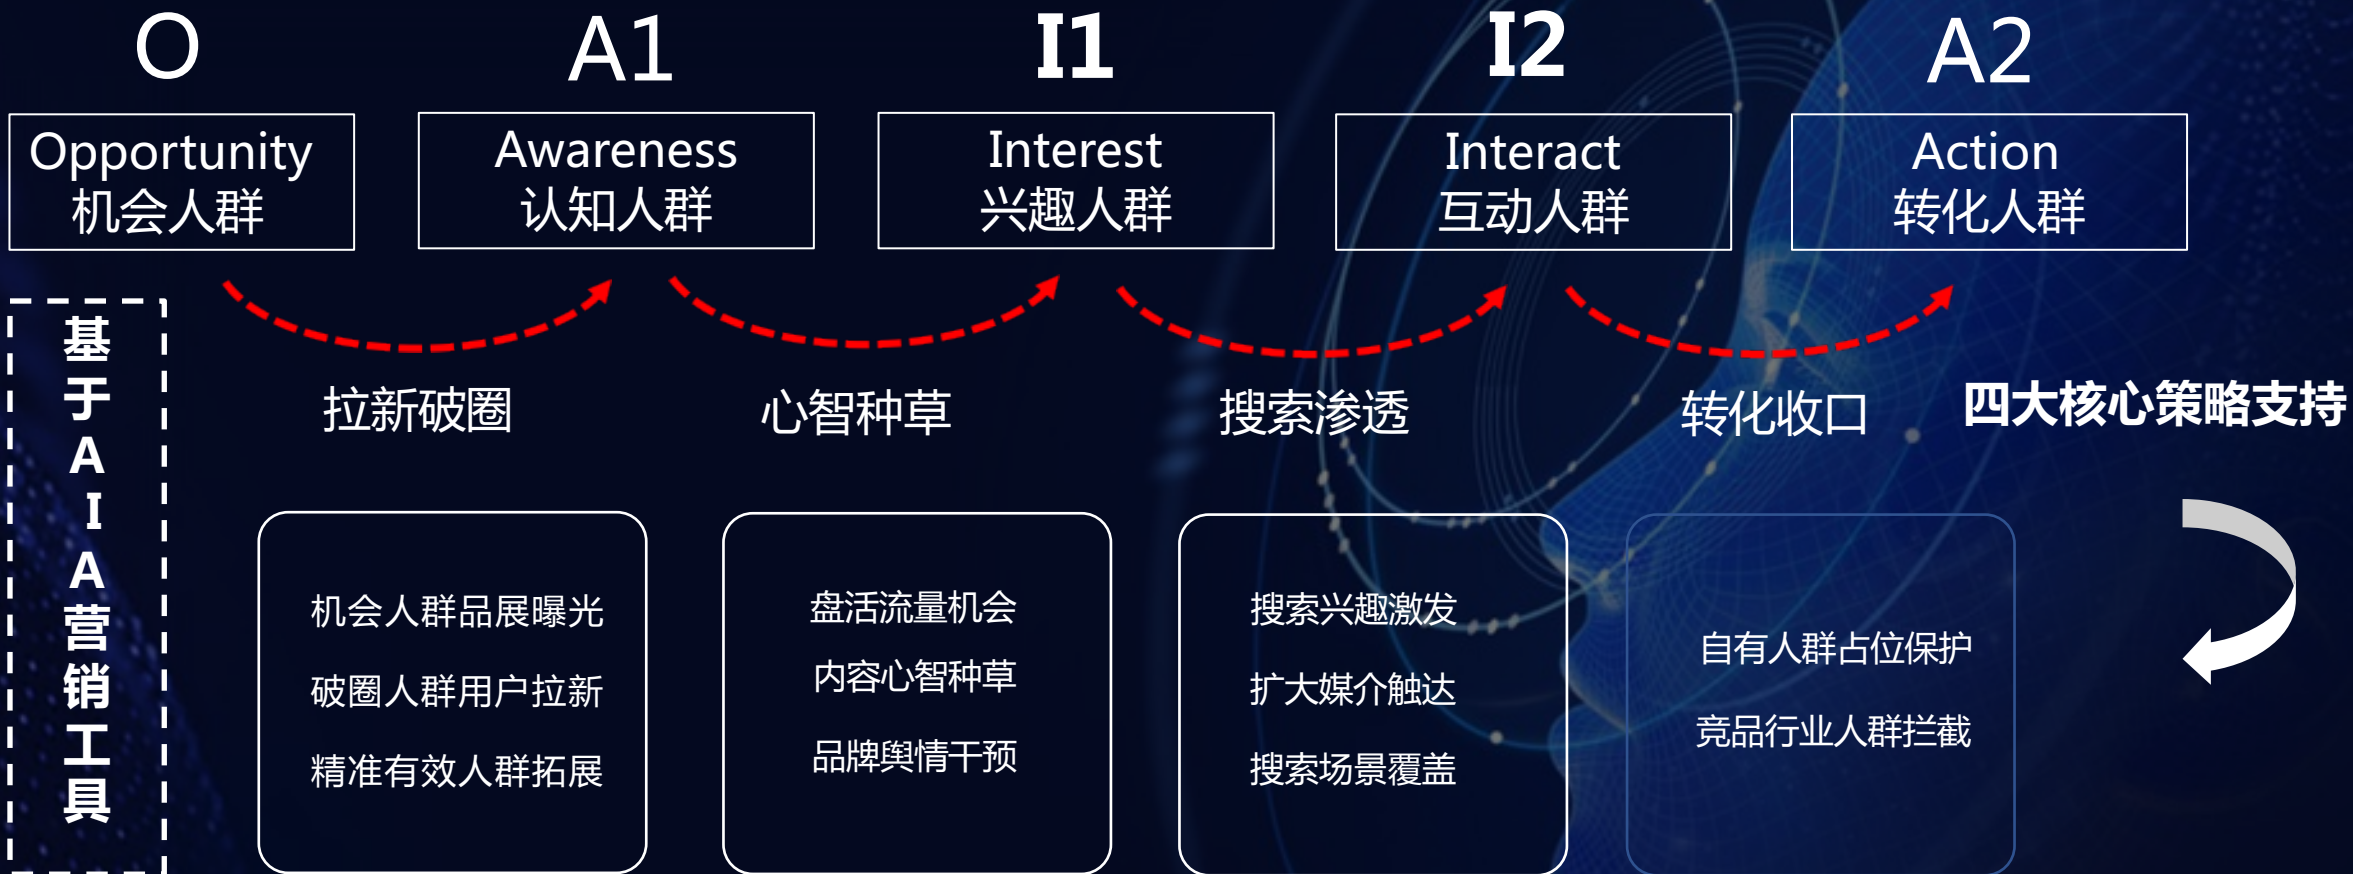 O
A1
I1
I2
A2
Opportunity
机会人群
Awareness
认知人群
Interest
兴趣人群
Interact
互动人群
Action
转化人群
基于AIA营销工具
拉新破圈
心智种草
搜索渗透
转化收口
四大核心策略支持
机会人群品展曝光
破圈人群用户拉新
精准有效人群拓展
盘活流量机会
内容心智种草
品牌舆情干预
搜索兴趣激发
扩大媒介触达
搜索场景覆盖
自有人群占位保护
竞品行业人群拦截